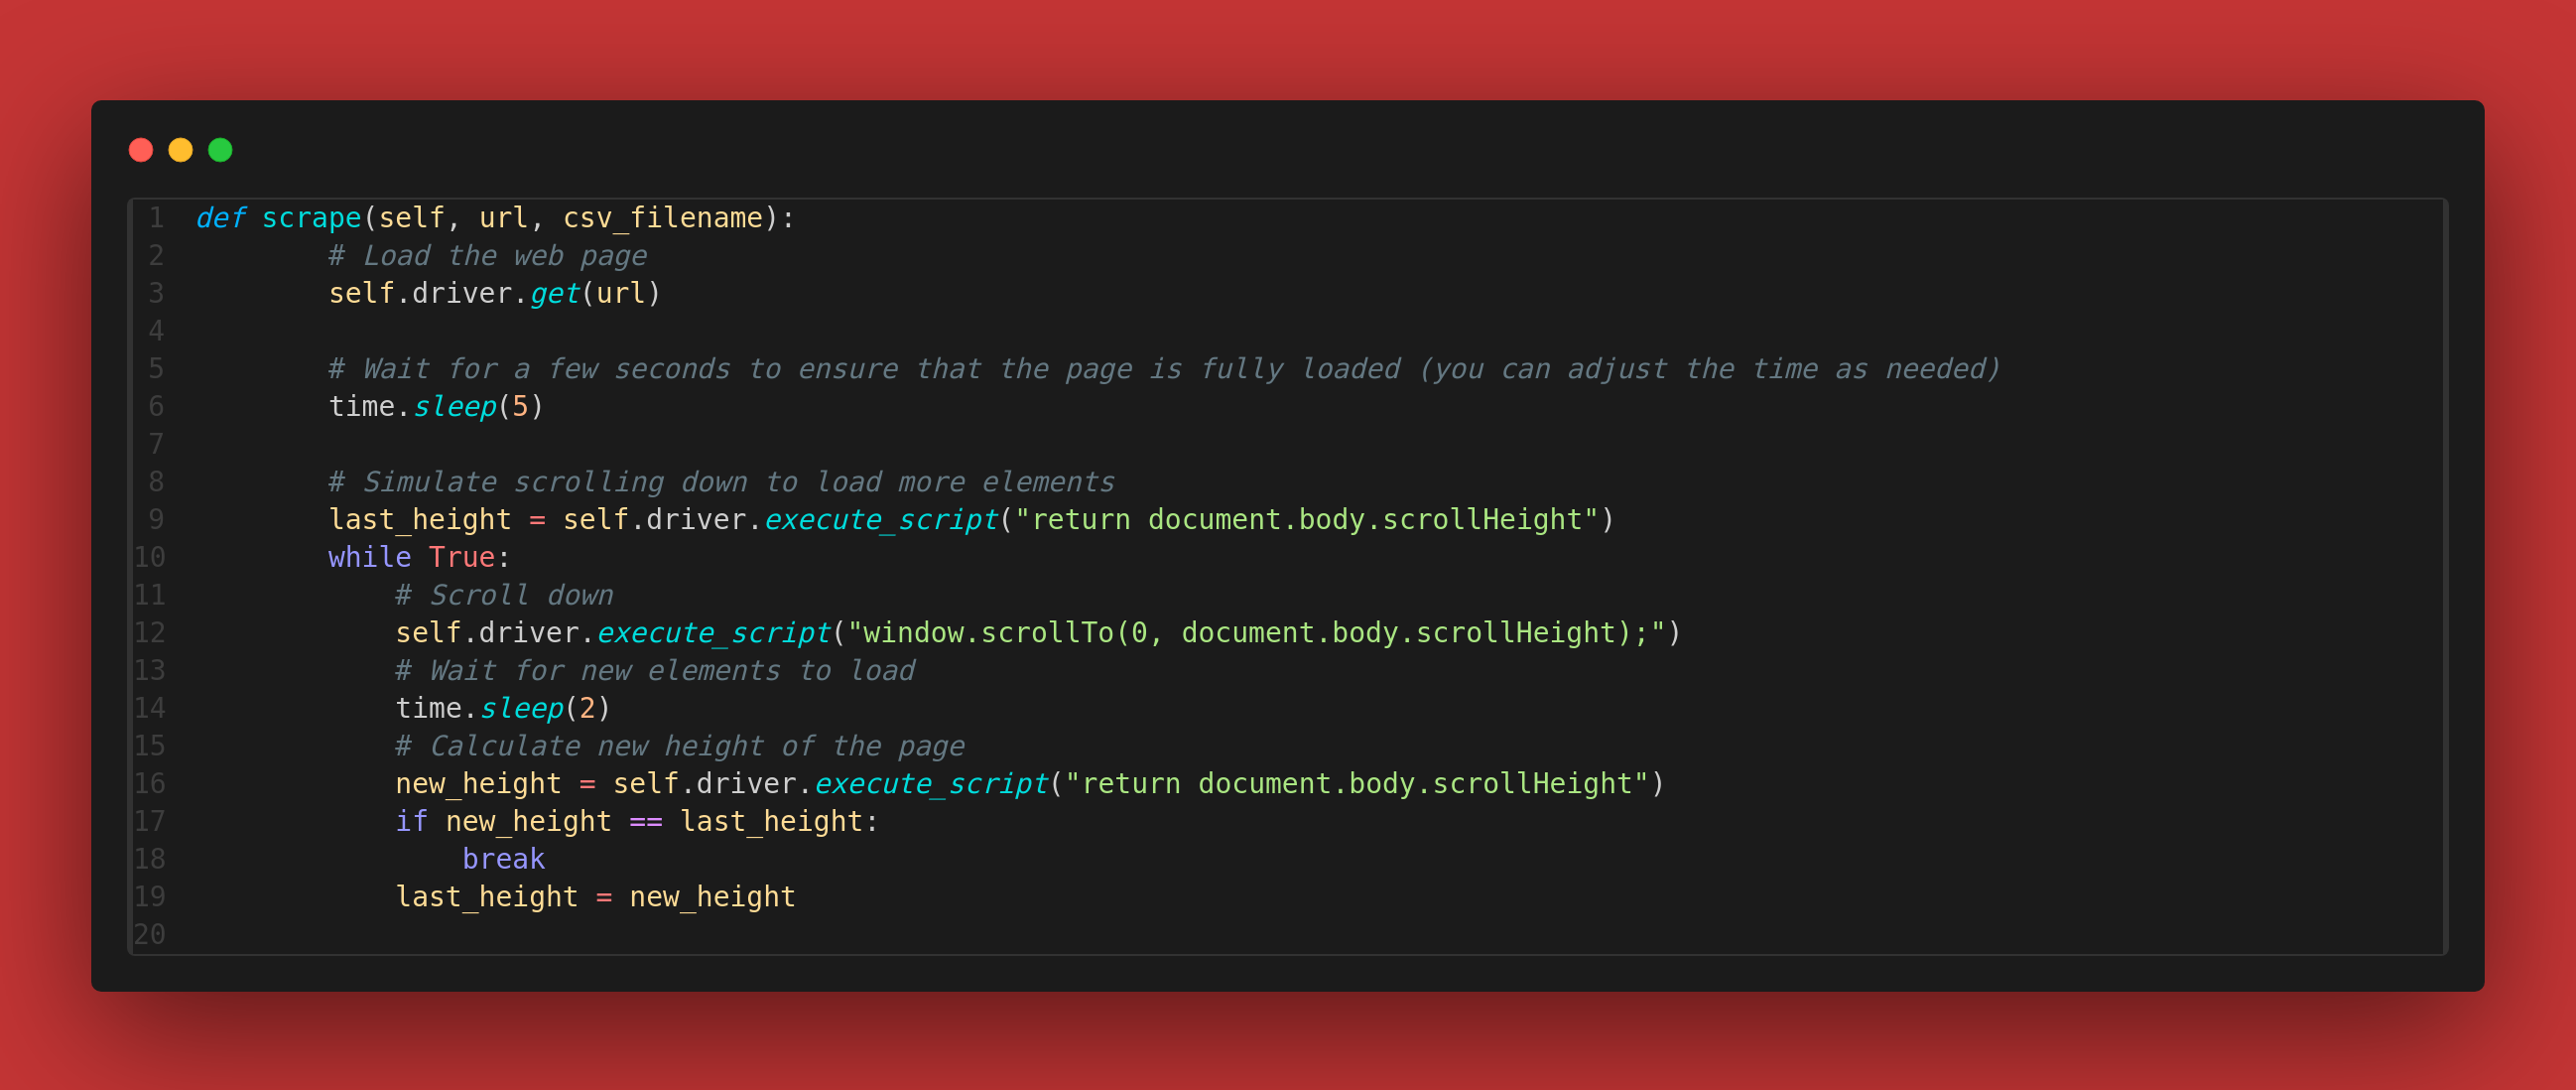 1 def scrape(self, url, csv_filename):
2         # Load the web page
3         self.driver.get(url)
4
5         # Wait for a few seconds to ensure that the page is fully loaded (you can adjust the time as needed)
6         time.sleep(5)
7
8         # Simulate scrolling down to load more elements
9         last_height = self.driver.execute_script("return document.body.scrollHeight")
10         while True:
11             # Scroll down
12             self.driver.execute_script("window.scrollTo(0, document.body.scrollHeight);")
13             # Wait for new elements to load
14             time.sleep(2)
15             # Calculate new height of the page
16             new_height = self.driver.execute_script("return document.body.scrollHeight")
17             if new_height == last_height:
18                 break
19             last_height = new_height
20